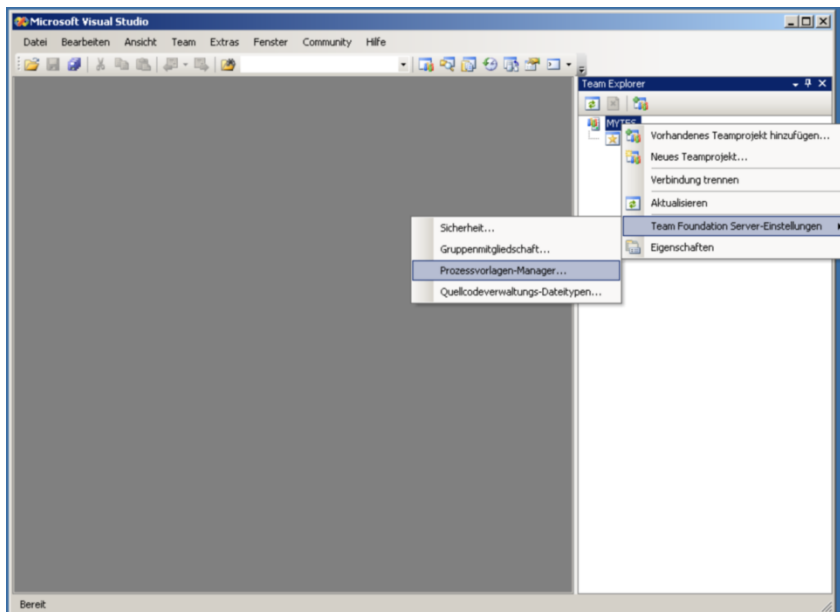 Microsoft Visual Studio
Datei Bearbeiten Ansicht Team Extras Fenster Community Hilfe
Team Explorer
Vorhandenes Teamprojekt hinzufügen...
Neues Teamprojekt...
Verbindung trennen
Aktualisieren
Team Foundation Server-Einstellungen
Eigenschaften
Sicherheit...
Gruppenmitgliedschaft...
Prozessvorlagen-Manager...
Quellcodeverwaltungs-Dateitypen...
Bereit